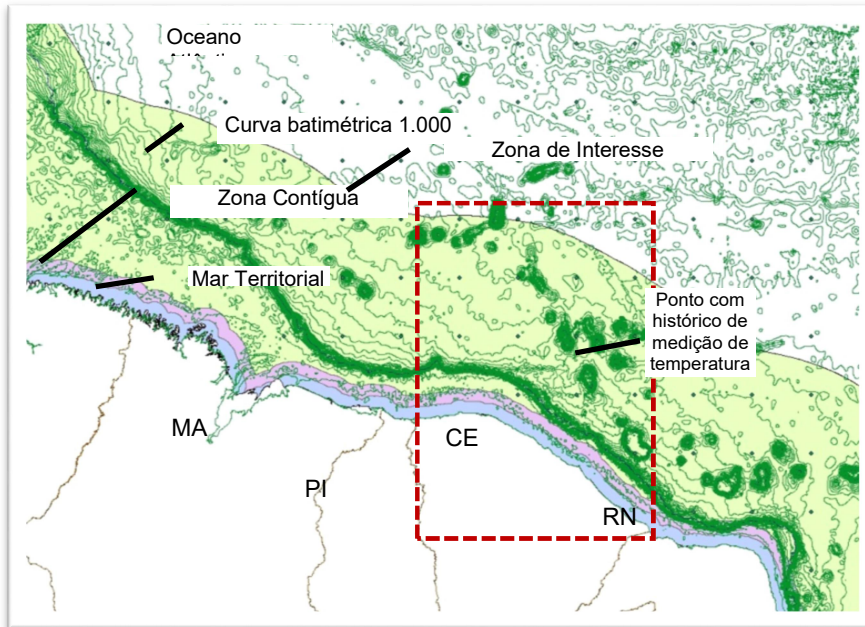 Oceano
Curva batimétrica 1.000
Zona de Interesse
Zona Contígua
Mar Territorial
Ponto com
histórico de
medição de
temperatura
MA
CE
PI
RN